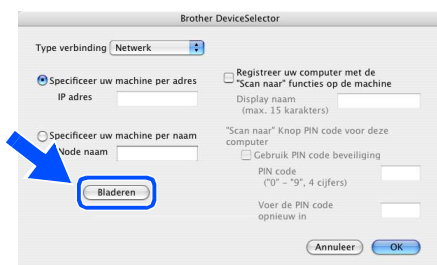 Brother DeviceSelector
Type verbinding Netwerk
Specificeer uw machine per adres
IP adres
Specificeer uw machine per naam
Node naam
Bladeren
Registreer uw computer met de
"Scan naar" functies op de machine
Display naam
(max. 15 karakters)
"Scan naar" Knop PIN code voor deze
computer
Gebruik PIN code beveiliging
PIN code
("0" - "9", 4 cijfers)
Voer de PIN code
opnieuw in
Annuleer OK